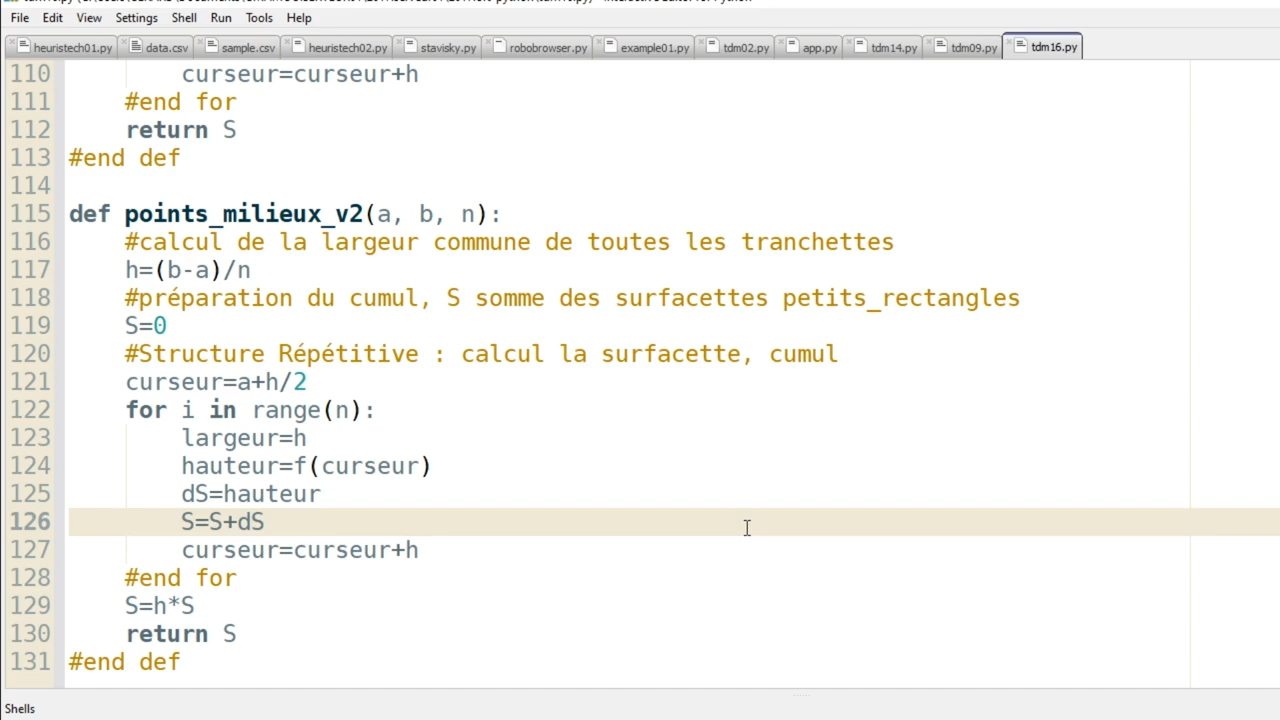 File Edit View Settings Shell Run Tools Help
heuristech01.py data.csv sample.csv heuristech02.py stavisky.py robobrowser.py example01.py tdm02.py app.py tdm14.py tdm09.py tdm16.py
110 curseur=curseur+h
111 #end for
112 return S
113 #end def
114
115 def points_milieux_v2(a, b, n):
116 #calcul de la largeur commune de toutes les tranchettes
117 h=(b-a)/n
118 #préparation du cumul, S somme des surfacettes petits_rectangles
119 S=0
120 #Structure Répétitive : calcul la surfacette, cumul
121 curseur=a+h/2
122 for i in range(n):
123 largeur=h
124 hauteur=f(curseur)
125 dS=hauteur
126 S=S+dS
127 curseur=curseur+h
128 #end for
129 S=h*S
130 return S
131 #end def
Shells